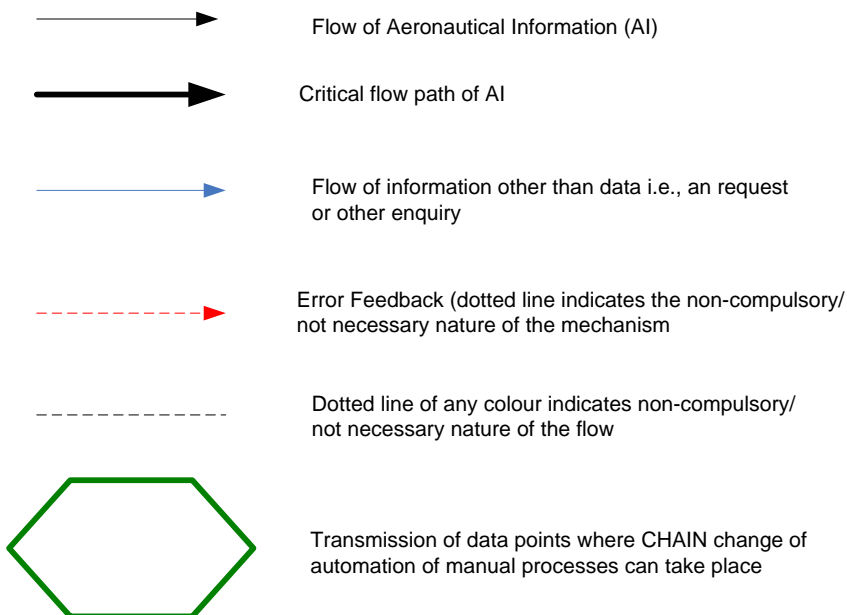 Flow of Aeronautical Information (AI)
Critical flow path of AI
Flow of information other than data i.e., an request
or other enquiry
Error Feedback (dotted line indicates the non-compulsory/
not necessary nature of the mechanism
Dotted line of any colour indicates non-compulsory/
not necessary nature of the flow
Transmission of data points where CHAIN change of
automation of manual processes can take place